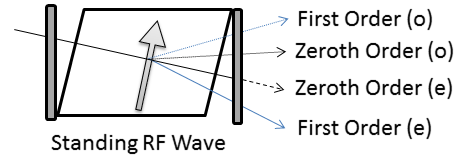 First Order (o)
Zeroth Order (o)
Zeroth Order (e)
First Order (e)
Standing RF Wave